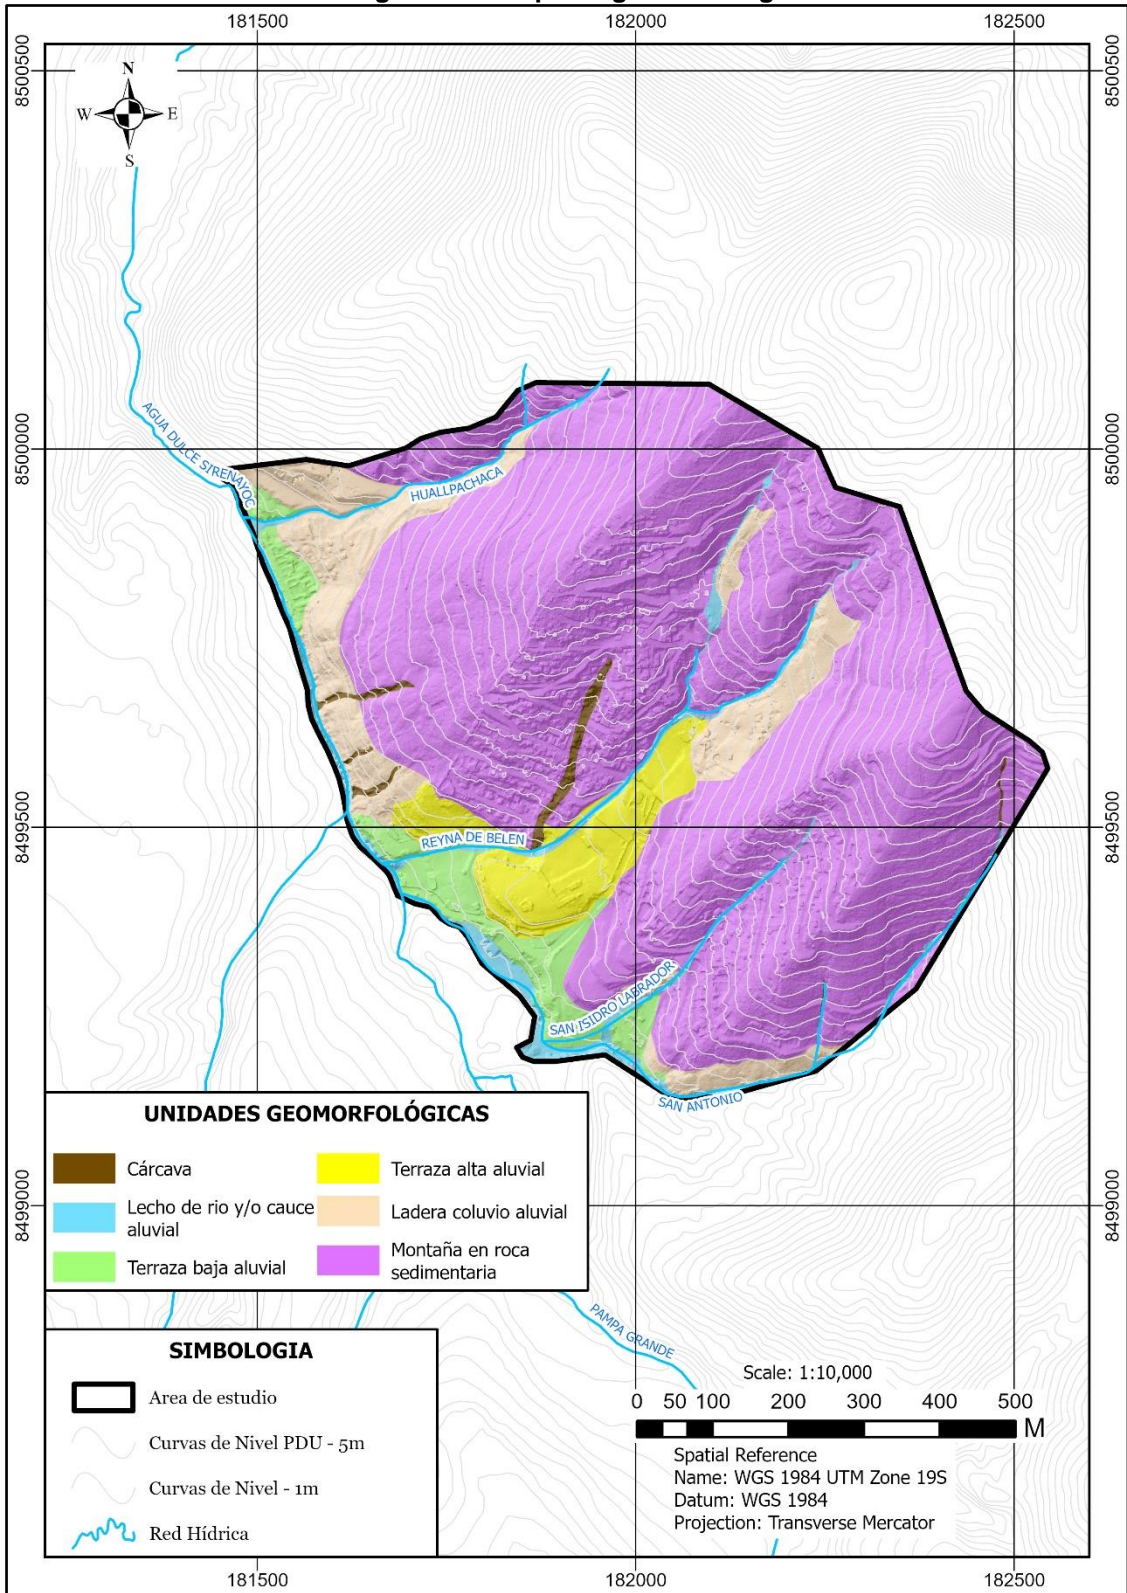 181500 182000 182500
8500500 8500500
N
W E
S
AGUA DULCE SIRENAYOC
8500000 8500000
HUALLPACHACA
8499500 8499500
REYNA DE BELEN
SAN ISIDRO LABRADOR
SAN ANTONIO
UNIDADES GEOMORFOLÓGICAS
Cárcava
Lecho de rio y/o cauce
aluvial
Terraza baja aluvial
Terraza alta aluvial
Ladera coluvio aluvial
Montaña en roca
sedimentaria
8499000 8499000
PAMPA GRANDE
SIMBOLOGIA
Area de estudio
Curvas de Nivel PDU - 5m
Curvas de Nivel - 1m
Red Hídrica
Scale: 1:10,000
0 50 100 200 300 400 500
M
Spatial Reference
Name: WGS 1984 UTM Zone 19S
Datum: WGS 1984
Projection: Transverse Mercator
181500 182000 182500